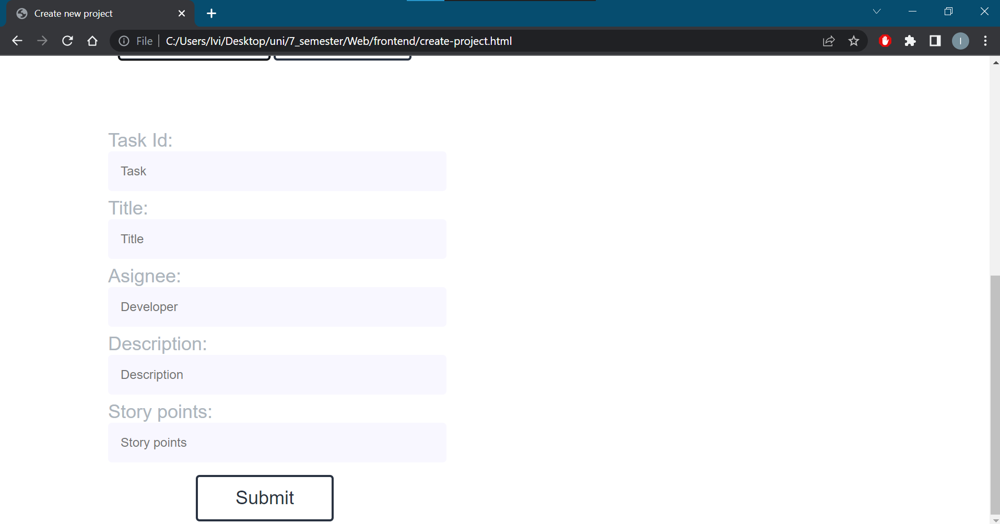 Create new project
File C:/Users/Ivi/Desktop/uni/7_semester/Web/frontend/create-project.html
I
Task Id:
Task
Title:
Title
Asignee:
Developer
Description:
Description
Story points:
Story points
Submit